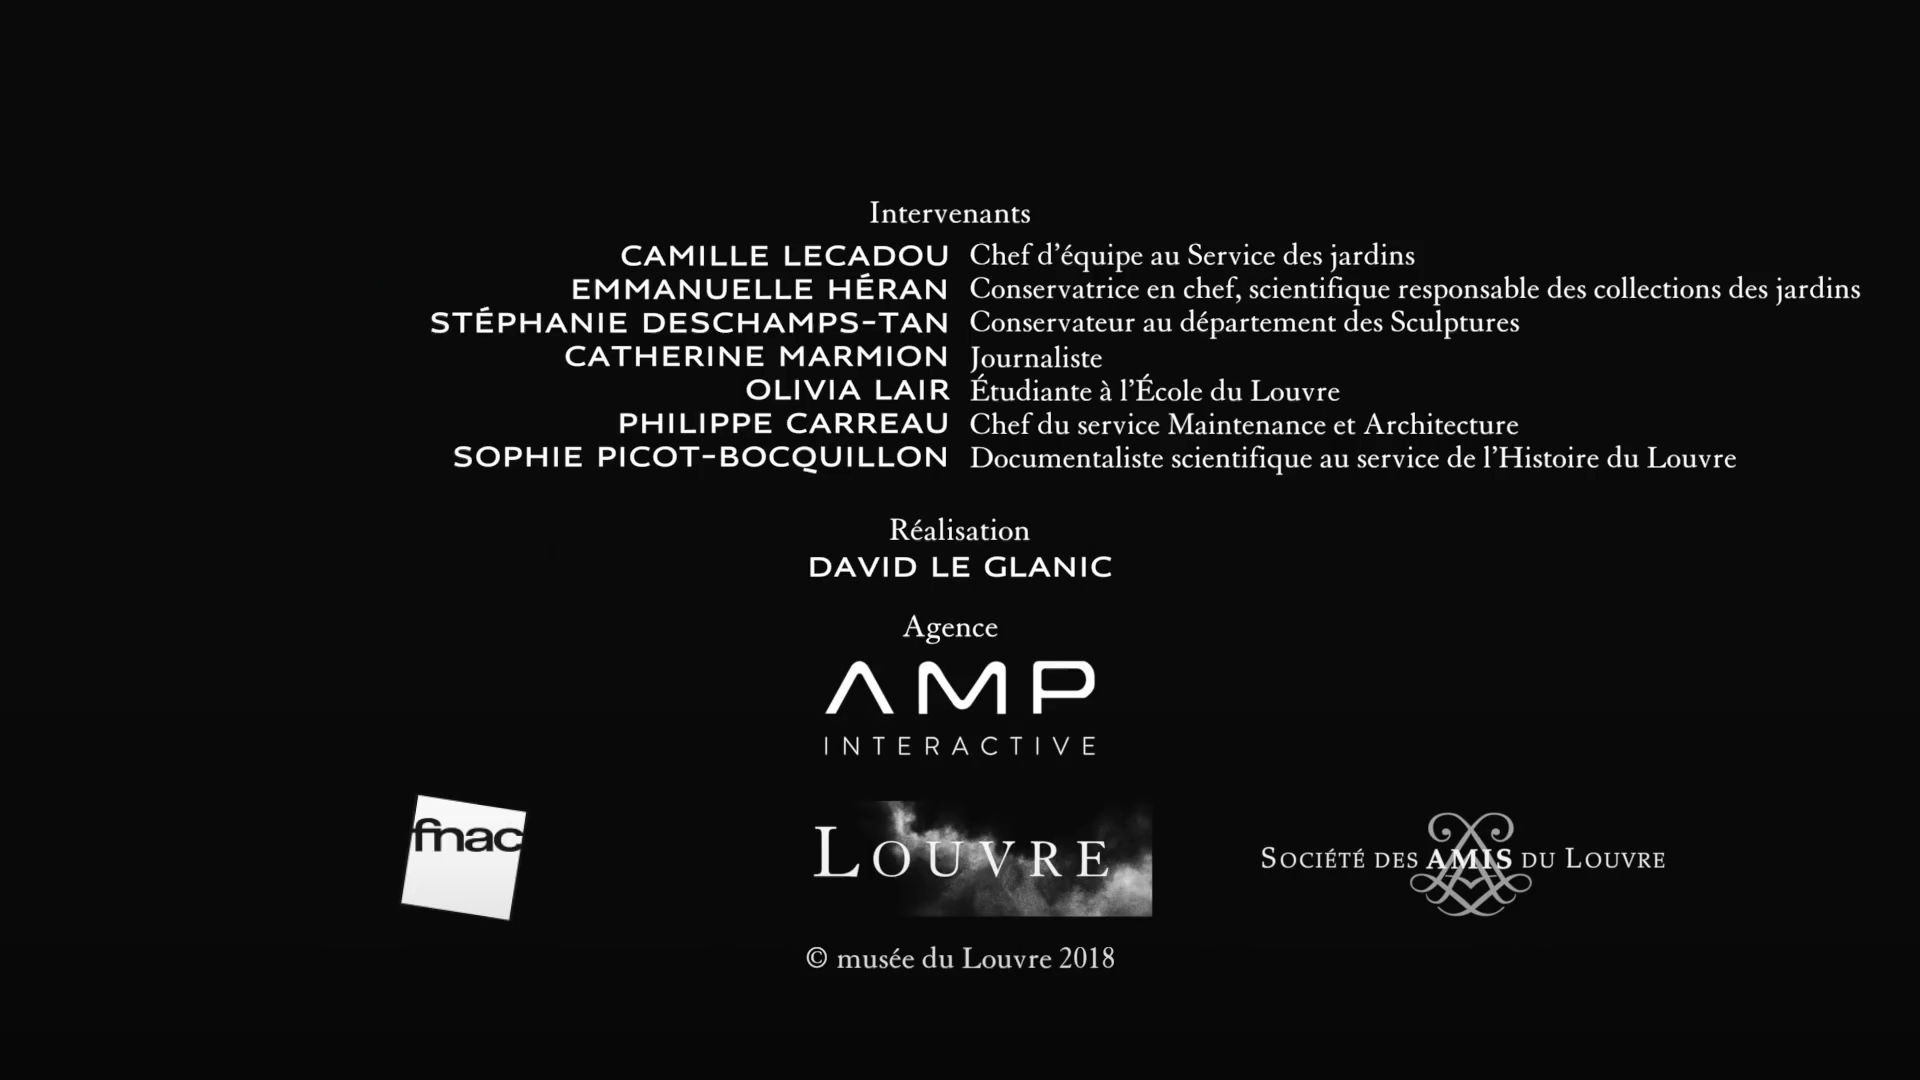 Intervenants
CAMILLE LECADOU Chef d’équipe au Service des jardins
EMMANUELLE HÉRAN Conservatrice en chef, scientifique responsable des collections des jardins
STÉPHANIE DESCHAMPS-TAN Conservateur au département des Sculptures
CATHERINE MARMION Journaliste
OLIVIA LAIR Étudiante à l’École du Louvre
PHILIPPE CARREAU Chef du service Maintenance et Architecture
SOPHIE PICOT-BOCQUILLON Documentaliste scientifique au service de l’Histoire du Louvre
Réalisation
DAVID LE GLANIC
Agence
AMP
INTERACTIVE
fnac
LOUVRE
SOCIÉTÉ DES AMIS DU LOUVRE
© musée du Louvre 2018